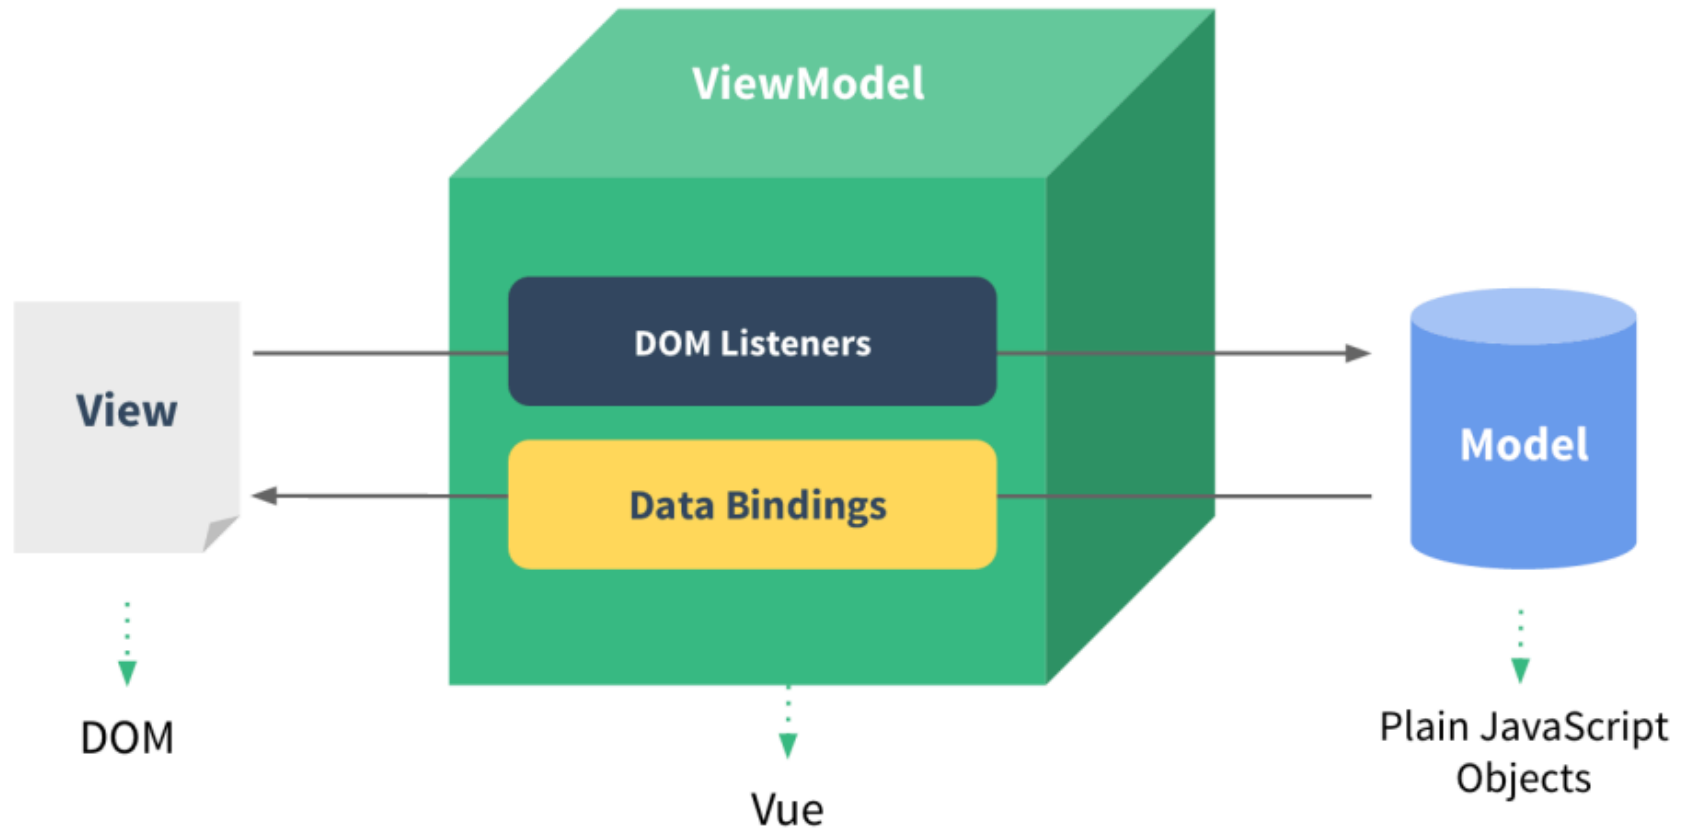 ViewModel
DOM Listeners
View
Data Bindings
Model
DOM
Vue
Plain JavaScript
Objects